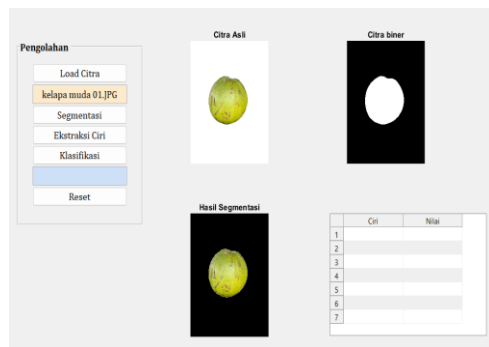 Pengolahan
Load Citra
kelapa muda 01.JPG
Segmentasi
Ekstraksi Ciri
Klasifikasi
Reset
Citra Asli
Citra biner
Hasil Segmentasi
Ciri Nilai
1
2
3
4
5
6
7